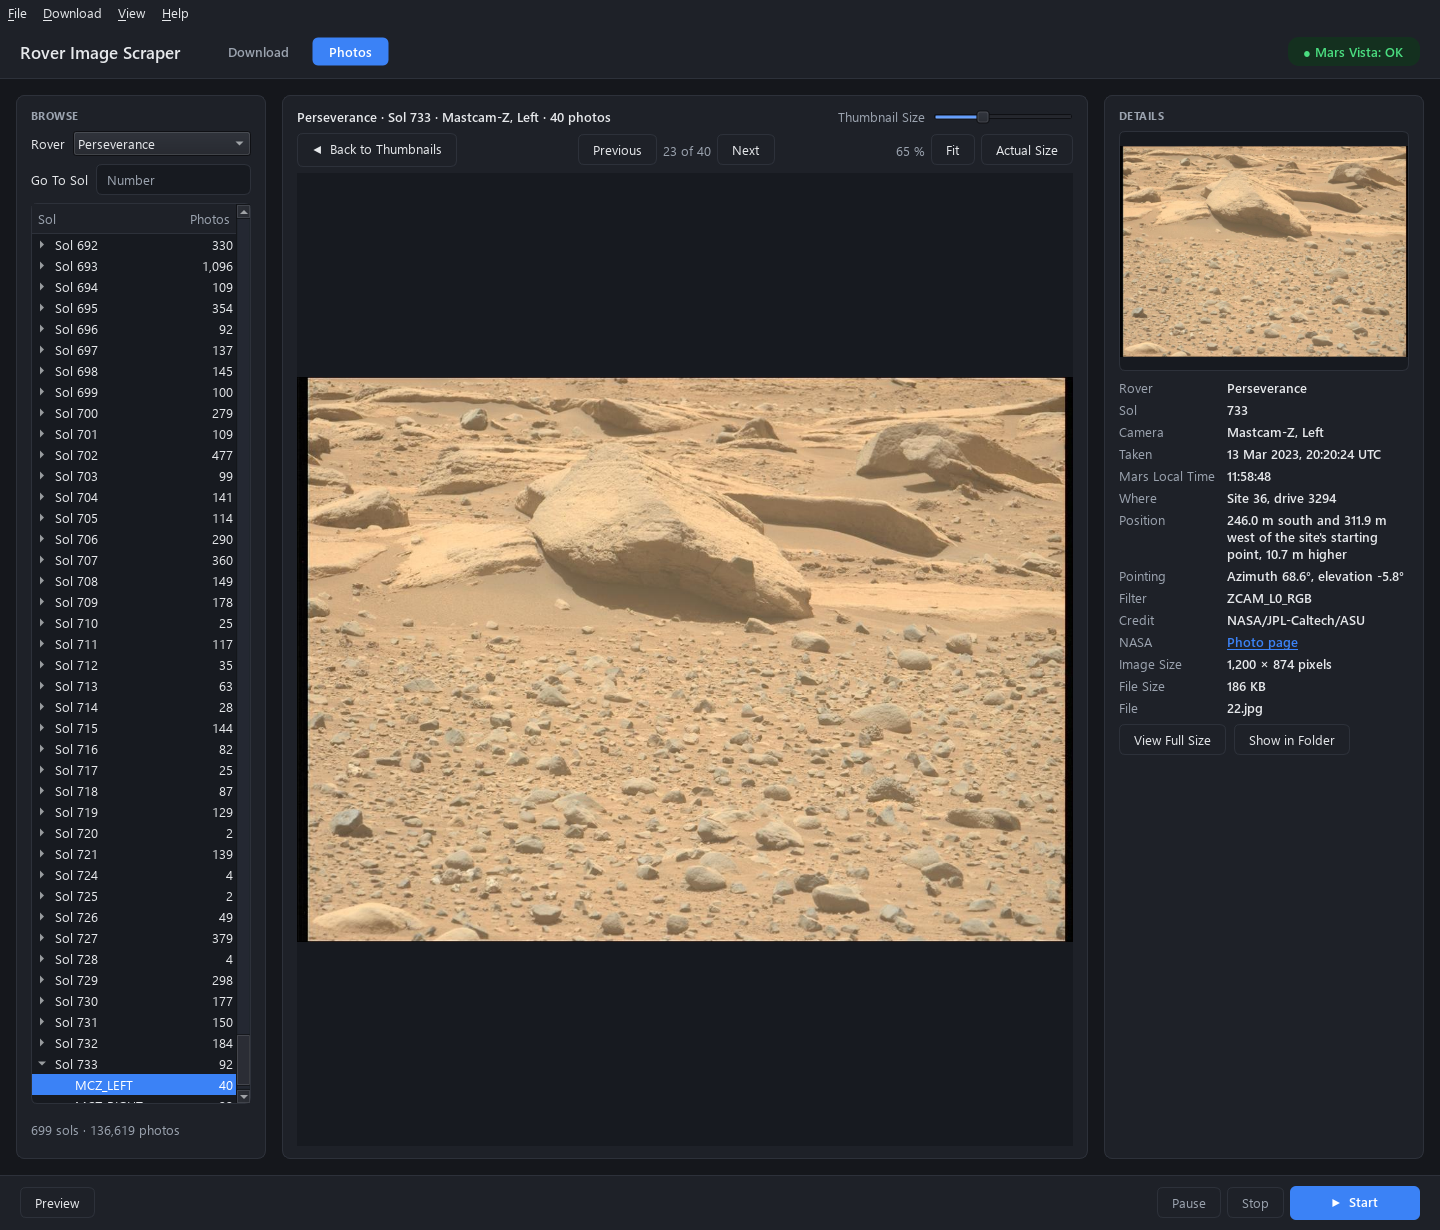 File Download View Help
Rover Image Scraper
Download
Photos
● Mars Vista: OK
BROWSE
Rover Perseverance
Go To Sol Number
Sol Photos
Sol 692 330
Sol 693 1,096
Sol 694 109
Sol 695 354
Sol 696 92
Sol 697 137
Sol 698 145
Sol 699 100
Sol 700 279
Sol 701 109
Sol 702 477
Sol 703 99
Sol 704 141
Sol 705 114
Sol 706 290
Sol 707 360
Sol 708 149
Sol 709 178
Sol 710 25
Sol 711 117
Sol 712 35
Sol 713 63
Sol 714 28
Sol 715 144
Sol 716 82
Sol 717 25
Sol 718 87
Sol 719 129
Sol 720 2
Sol 721 139
Sol 724 4
Sol 725 2
Sol 726 49
Sol 727 379
Sol 728 4
Sol 729 298
Sol 730 177
Sol 731 150
Sol 732 184
Sol 733 92
MCZ_LEFT 40
699 sols · 136,619 photos
Perseverance · Sol 733 · Mastcam-Z, Left · 40 photos
Thumbnail Size
◄ Back to Thumbnails
Previous 23 of 40 Next
65 % Fit Actual Size
DETAILS
Rover Perseverance
Sol 733
Camera Mastcam-Z, Left
Taken 13 Mar 2023, 20:20:24 UTC
Mars Local Time 11:58:48
Where Site 36, drive 3294
Position 246.0 m south and 311.9 m
west of the site's starting
point, 10.7 m higher
Pointing Azimuth 68.6°, elevation -5.8°
Filter ZCAM_L0_RGB
Credit NASA/JPL-Caltech/ASU
NASA Photo page
Image Size 1,200 × 874 pixels
File Size 186 KB
File 22.jpg
View Full Size
Show in Folder
Preview
Pause
Stop
► Start